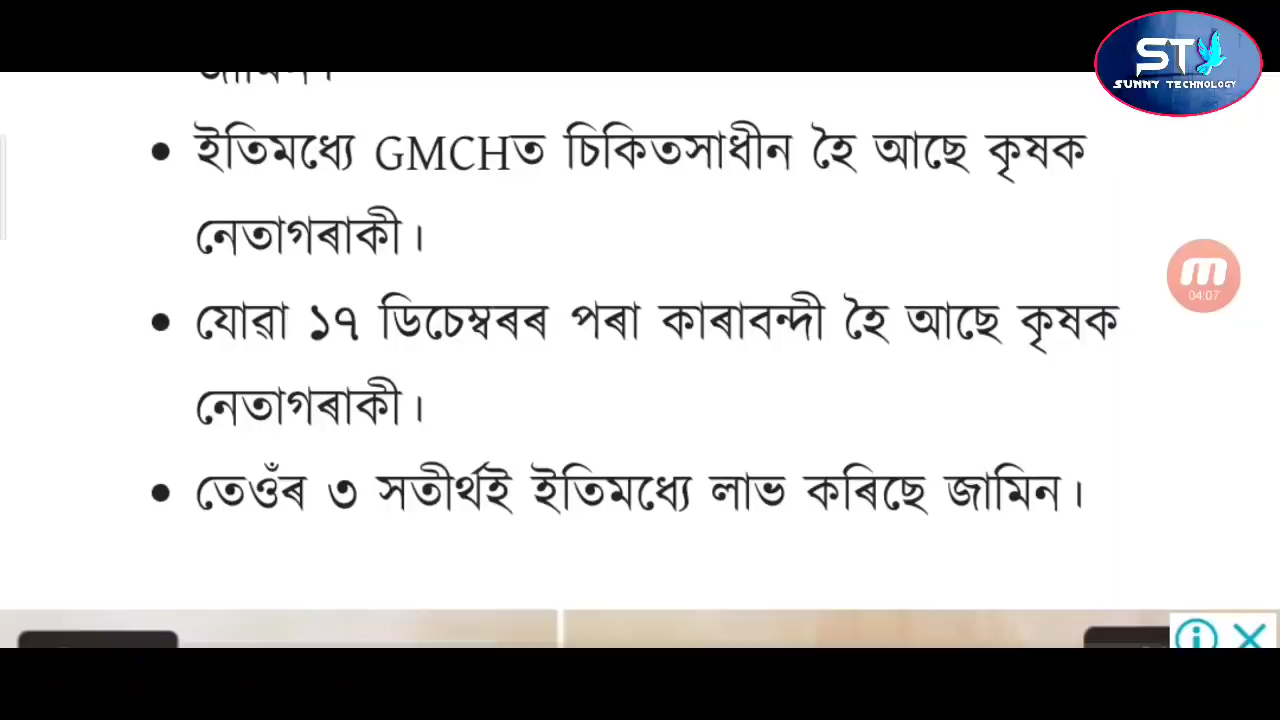 জামিন।
• ইতিমধ্যে GMCHত চিকিতসাধীন হৈ আছে কৃষক
নেতাগৰাকী।
• যোৱা ১৭ ডিচেম্বৰৰ পৰা কাৰাবন্দী হৈ আছে কৃষক
নেতাগৰাকী।
• তেওঁৰ ৩ সতীৰ্থই ইতিমধ্যে লাভ কৰিছে জামিন।
ST
SUNNY TECHNOLOGY
04:07